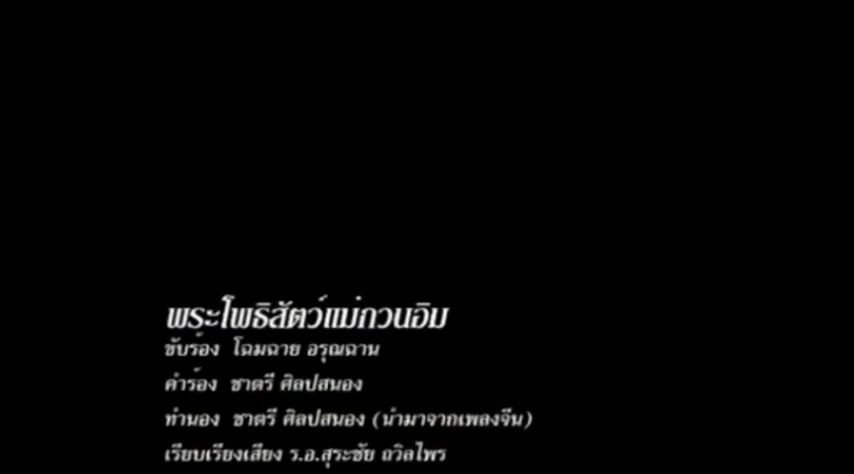 พระโพธิสัตว์แม่กวนอิม
ขับร้อง โฉมฉาย อรุณฉาน
คำร้อง ชาตรี ศิลปสนอง
ทำนอง ชาตรี ศิลปสนอง (นำมาจากเพลงจีน)
เรียบเรียงเสียง ร.อ.สุระชัย ถวิลไพร